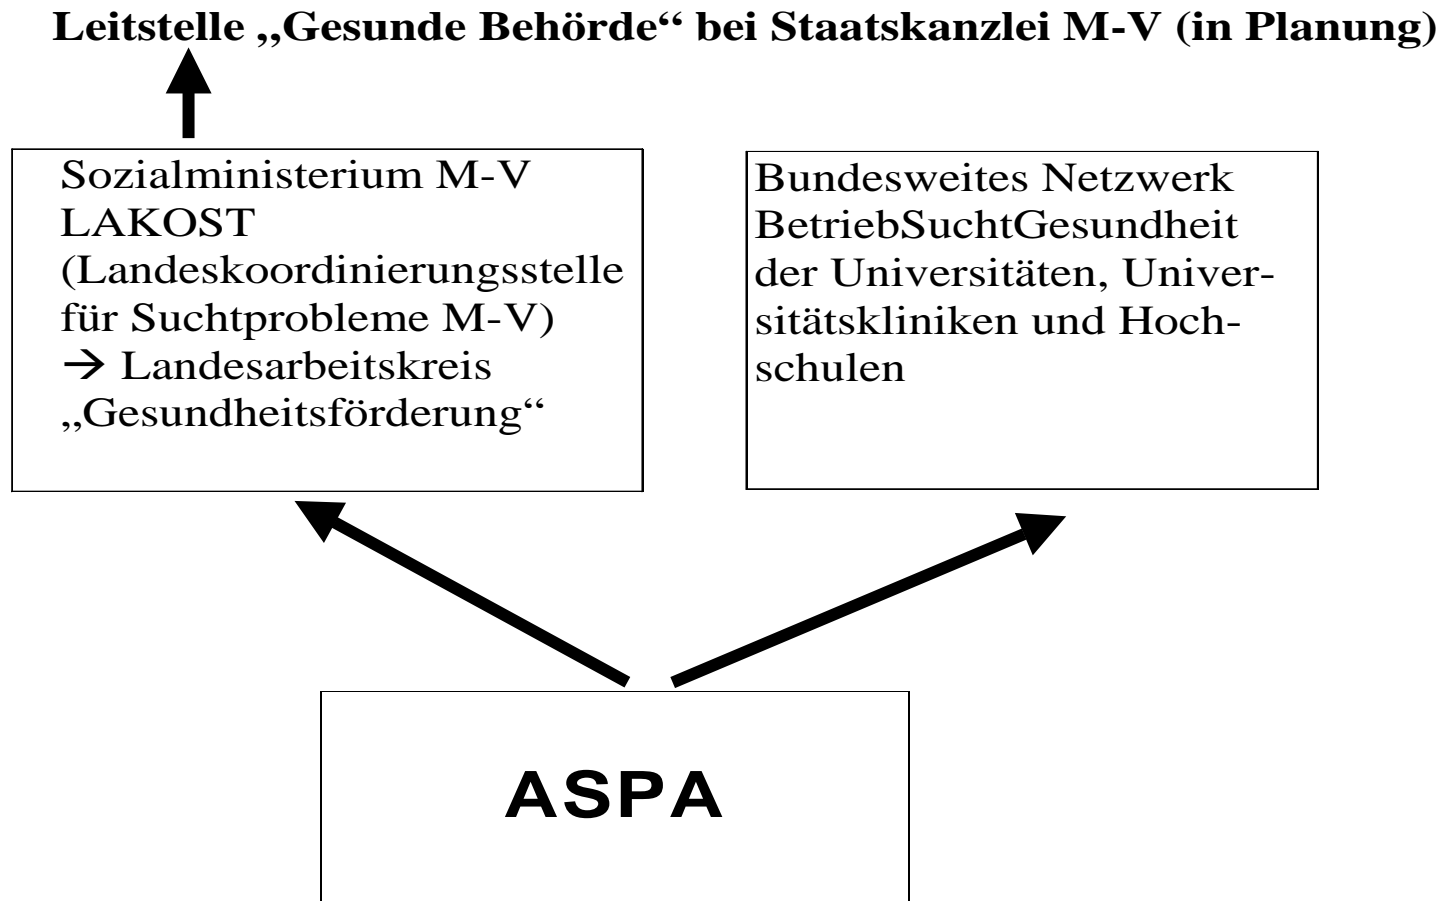 Leitstelle „Gesunde Behörde“ bei Staatskanzlei M-V (in Planung)
Sozialministerium M-V
LAKOST
(Landeskoordinierungsstelle
für Suchtprobleme M-V)
→ Landesarbeitskreis
„Gesundheitsförderung“
Bundesweites Netzwerk
BetriebSuchtGesundheit
der Universitäten, Univer-
sitätskliniken und Hoch-
schulen
ASPA